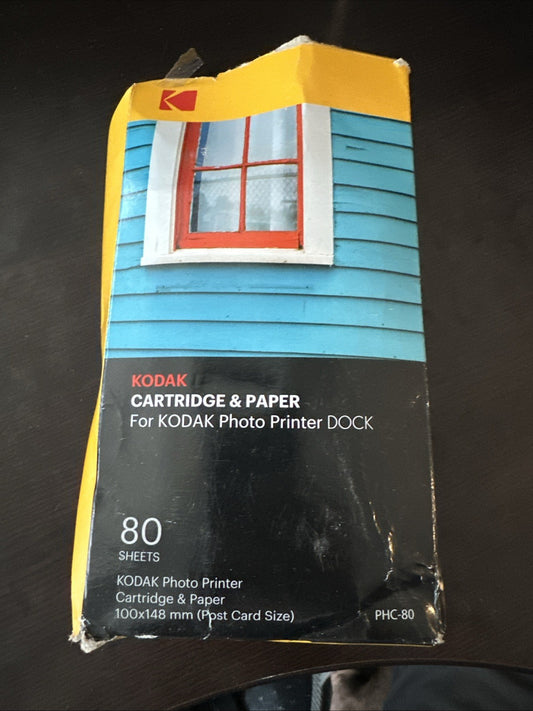 KODAK
CARTRIDGE & PAPER
For KODAK Photo Printer DOCK
80
SHEETS
KODAK Photo Printer
Cartridge & Paper
100x148 mm (Post Card Size)
PHC-80